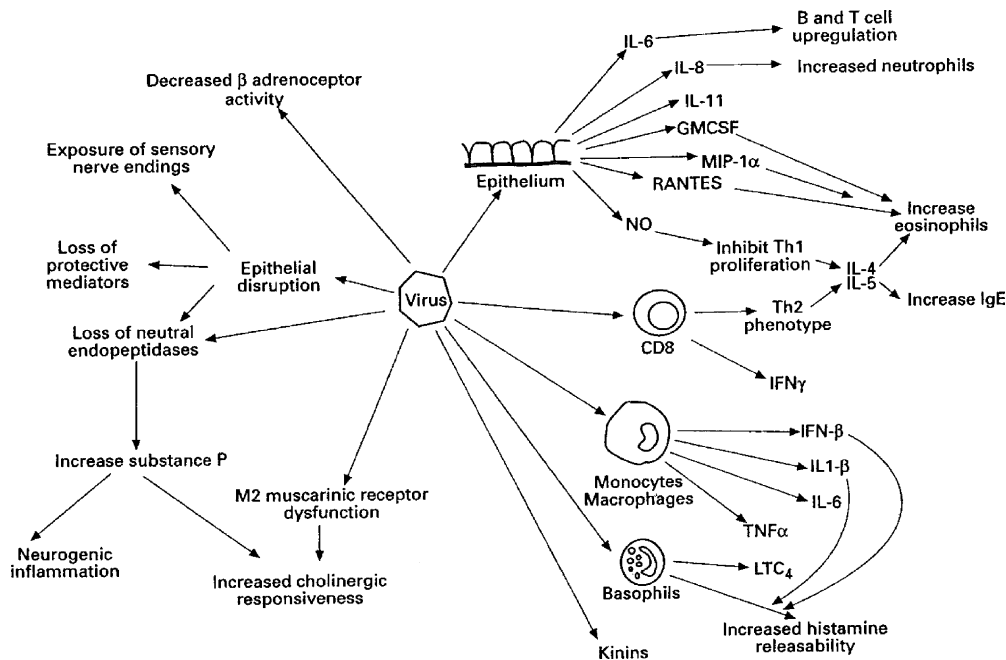 B and T cell
upregulation
IL-6
Decreased β adrenoceptor
activity
IL-8
Increased neutrophils
IL-11
GMCSF
Exposure of sensory
nerve endings
MIP-1α
Epithelium
RANTES
Increase
eosinophils
NO
Loss of
protective
mediators
Epithelial
disruption
Inhibit Th1
proliferation
IL-4
IL-5
Virus
Increase IgE
Th2
phenotype
Loss of neutral
endopeptidases
CD8
IFNγ
IFN-β
Increase substance P
IL1-β
Monocytes
Macrophages
M2 muscarinic receptor
dysfunction
IL-6
TNFα
Neurogenic
inflammation
LTC4
Increased cholinergic
responsiveness
Basophils
Increased histamine
releasability
Kinins